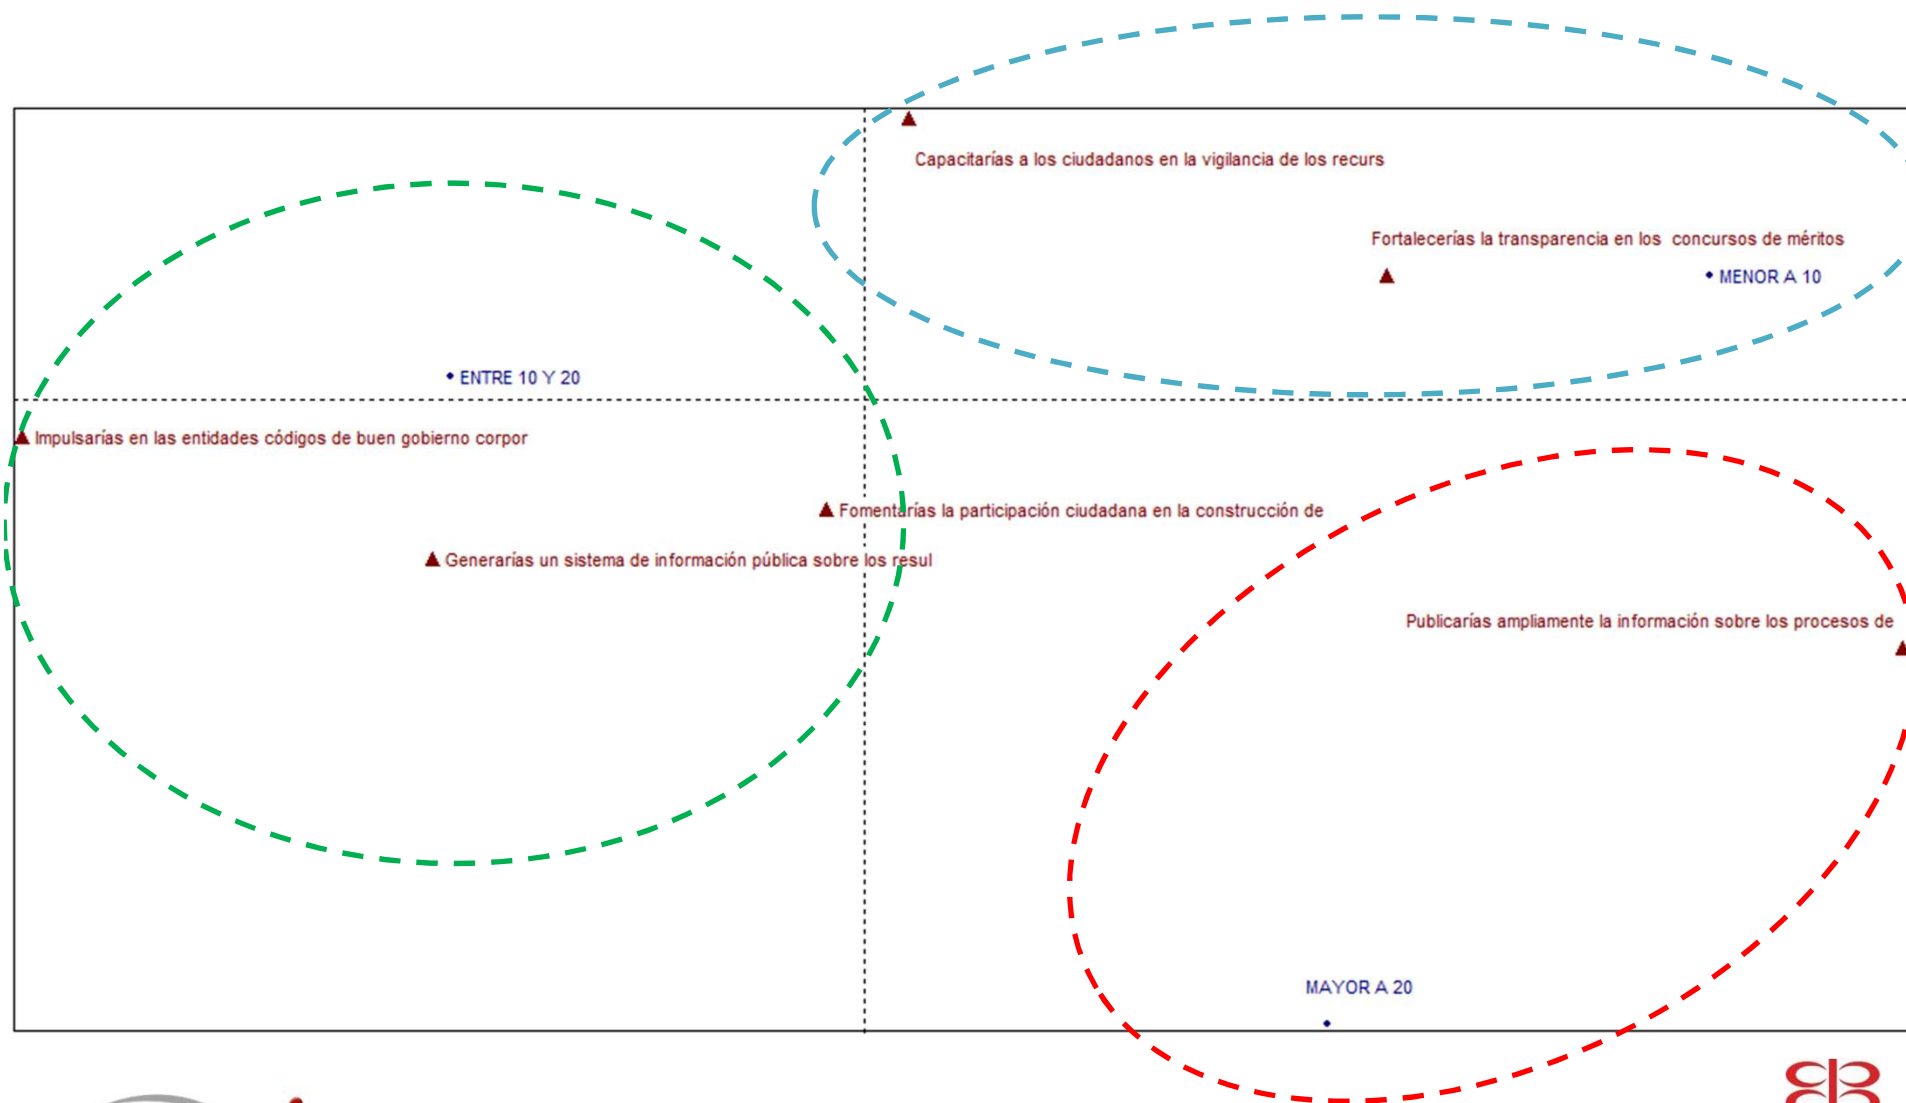 Capacitarías a los ciudadanos en la vigilancia de los recurs
Fortalecerías la transparencia en los concursos de méritos
MENOR A 10
ENTRE 10 Y 20
Impulsarías en las entidades códigos de buen gobierno corpor
Fomentarías la participación ciudadana en la construcción de
Generarías un sistema de información pública sobre los resul
Publicarías ampliamente la información sobre los procesos de
MAYOR A 20